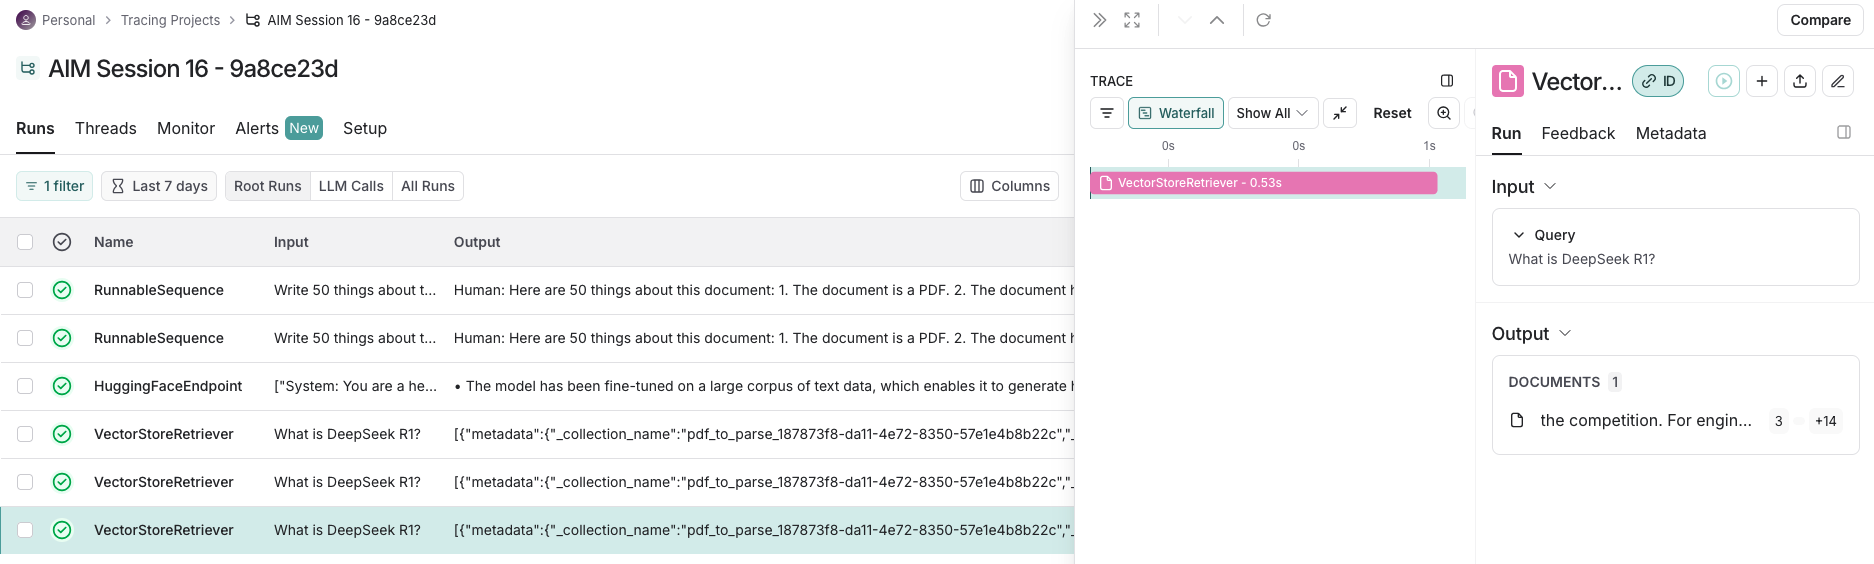 Personal > Tracing Projects > AIM Session 16 - 9a8ce23d
AIM Session 16 - 9a8ce23d
Runs Threads Monitor Alerts New Setup
1 filter Last 7 days Root Runs LLM Calls All Runs Columns
Name Input Output
RunnableSequence Write 50 things about t... Human: Here are 50 things about this document: 1. The document is a PDF. 2. The document h
RunnableSequence Write 50 things about t... Human: Here are 50 things about this document: 1. The document is a PDF. 2. The document h
HuggingFaceEndpoint ["System: You are a he... • The model has been fine-tuned on a large corpus of text data, which enables it to generate h
VectorStoreRetriever What is DeepSeek R1? [{"metadata":{"_collection_name":"pdf_to_parse_187873f8-da11-4e72-8350-57e1e4b8b22c","_
VectorStoreRetriever What is DeepSeek R1? [{"metadata":{"_collection_name":"pdf_to_parse_187873f8-da11-4e72-8350-57e1e4b8b22c","_
VectorStoreRetriever What is DeepSeek R1? [{"metadata":{"_collection_name":"pdf_to_parse_187873f8-da11-4e72-8350-57e1e4b8b22c","_
Compare
TRACE
Waterfall Show All Reset
0s 0s 1s
VectorStoreRetriever - 0.53s
Vector... ID
Run Feedback Metadata
Input
Query
What is DeepSeek R1?
Output
DOCUMENTS 1
the competition. For engin... 3 +14